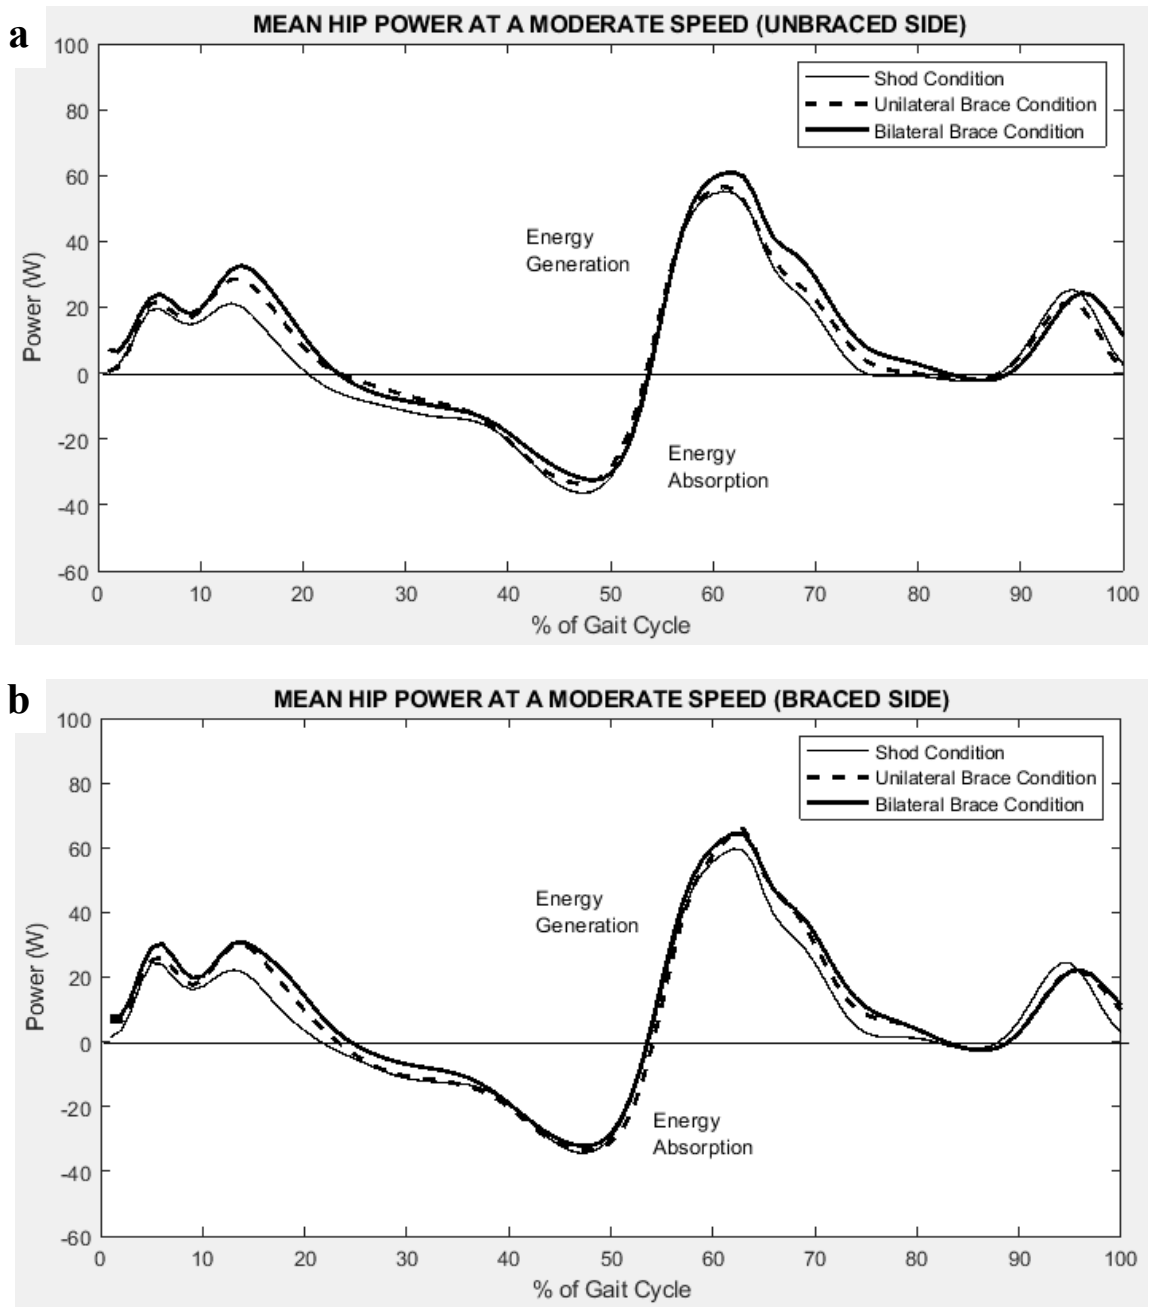 a
MEAN HIP POWER AT A MODERATE SPEED (UNBRACED SIDE)
100
80
60
40
20
0
-20
-40
-60
Power (W)
Shod Condition
Unilateral Brace Condition
Bilateral Brace Condition
Energy
Generation
Energy
Absorption
0 10 20 30 40 50 60 70 80 90 100
% of Gait Cycle
b
MEAN HIP POWER AT A MODERATE SPEED (BRACED SIDE)
100
80
60
40
20
0
-20
-40
-60
Power (W)
Shod Condition
Unilateral Brace Condition
Bilateral Brace Condition
Energy
Generation
Energy
Absorption
0 10 20 30 40 50 60 70 80 90 100
% of Gait Cycle